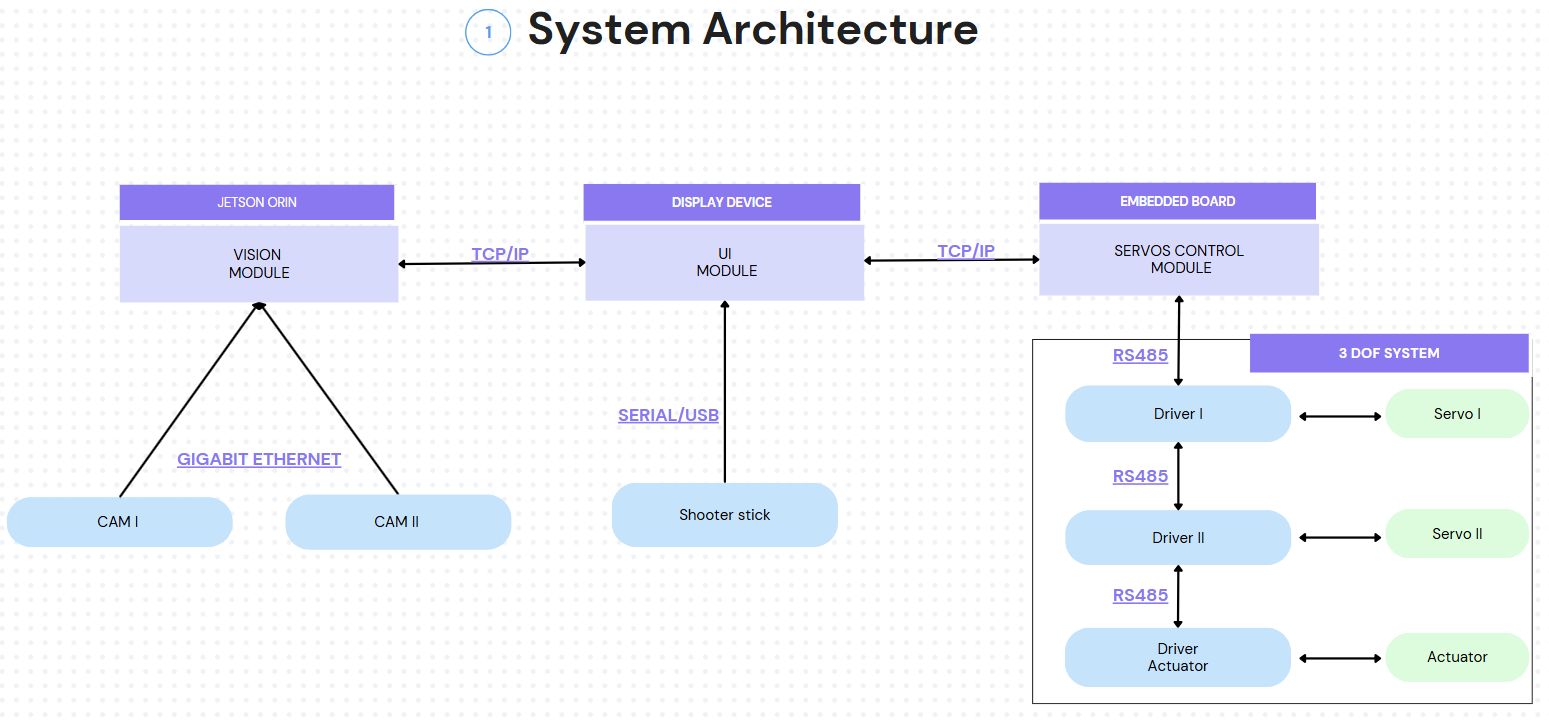 1
System Architecture
JETSON ORIN
DISPLAY DEVICE
EMBEDDED BOARD
VISION
MODULE
TCP/IP
UI
MODULE
TCP/IP
SERVOS CONTROL
MODULE
RS485
3 DOF SYSTEM
Driver I
Servo I
SERIAL/USB
GIGABIT ETHERNET
RS485
CAM I
CAM II
Shooter stick
Driver II
Servo II
RS485
Driver
Actuator
Actuator